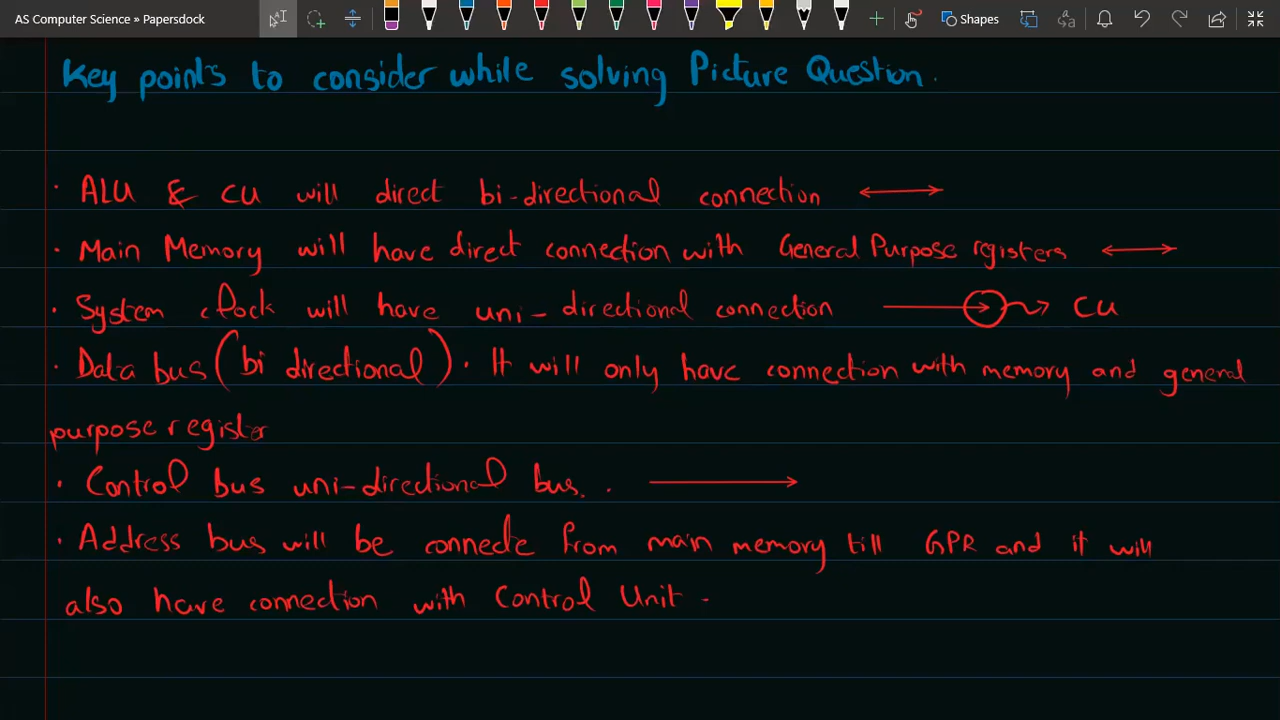 AS Computer Science » Papersdock
Shapes
Key points to consider while solving Picture Question.
· ALU & CU will direct bi-directional connection ↔
· Main Memory will have direct connection with General Purpose registers ↔
· System clock will have uni-directional connection → CU
· Data bus (bi directional). It will only have connection with memory and general
purpose register
· Control bus uni-directional bus. . →
· Address bus will be connecte from main memory till GPR and it will
also have connection with Control Unit.